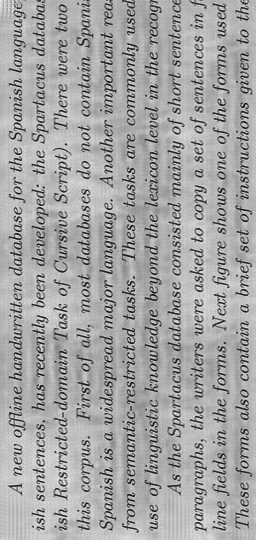 A new offline handwritten database for the Spanish language
ish sentences, has recently been developed: the Spartacus databas
ish Restricted-domain Task of Cursive Script). There were two
this corpus. First of all, most databases do not contain Spani
Spanish is a widespread major language. Another important reas
from semantic-restricted tasks. These tasks are commonly used
use of linguistic knowledge beyond the lexicon level in the recogn
As the Spartacus database consisted mainly of short sentence
paragraphs, the writers were asked to copy a set of sentences in f
line fields in the forms. Next figure shows one of the forms used
These forms also contain a brief set of instructions given to the